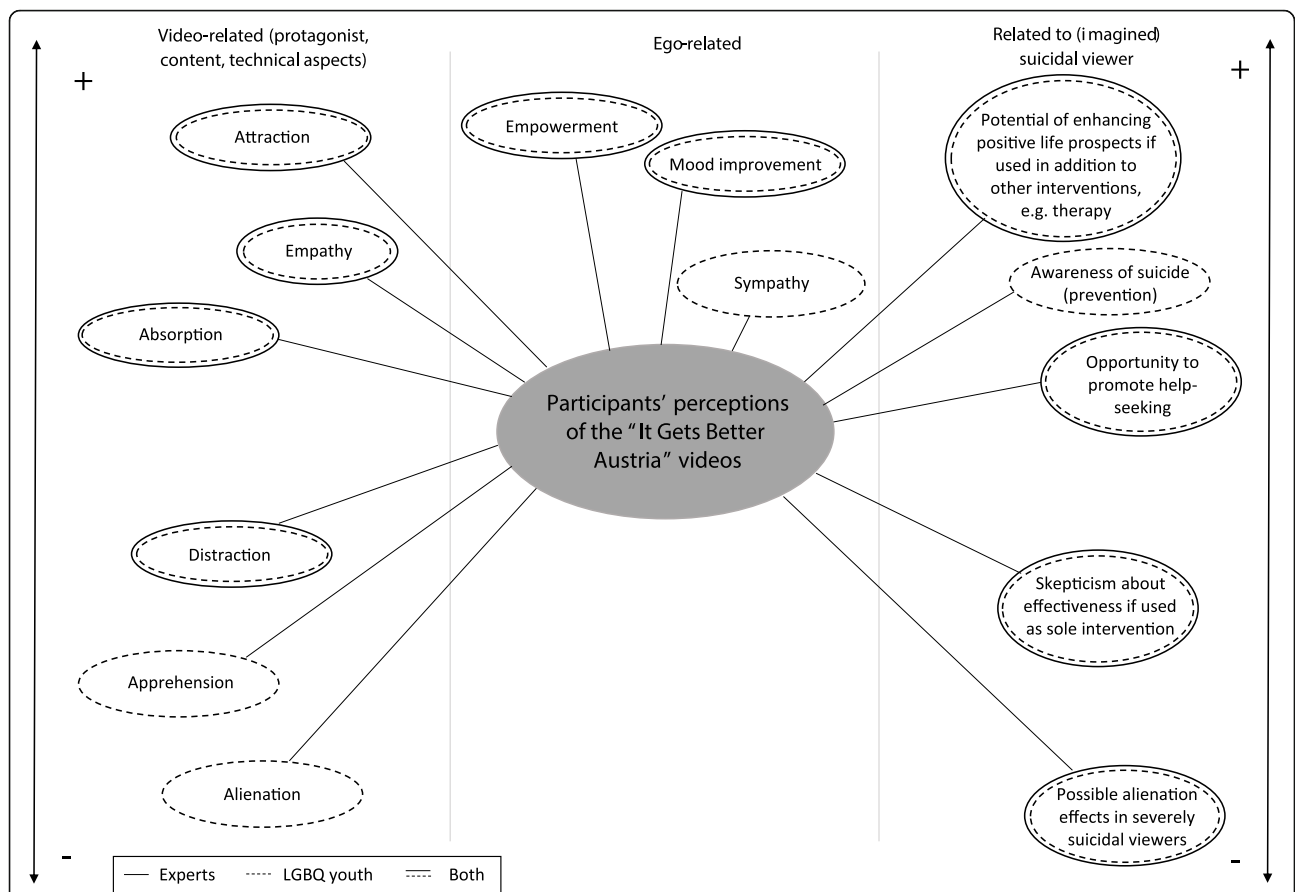 Video-related (protagonist,
content, technical aspects)
Ego-related
Related to (imagined)
suicidal viewer
+
+
Attraction
Empathy
Absorption
Distraction
Apprehension
Alienation
Empowerment
Mood improvement
Sympathy
Potential of enhancing
positive life prospects if
used in addition to
other interventions,
e.g. therapy
Awareness of suicide
(prevention)
Opportunity to
promote help-
seeking
Skepticism about
effectiveness if used
as sole intervention
Possible alienation
effects in severely
suicidal viewers
Participants’ perceptions
of the “It Gets Better
Austria” videos
-
-
Experts LGBQ youth Both